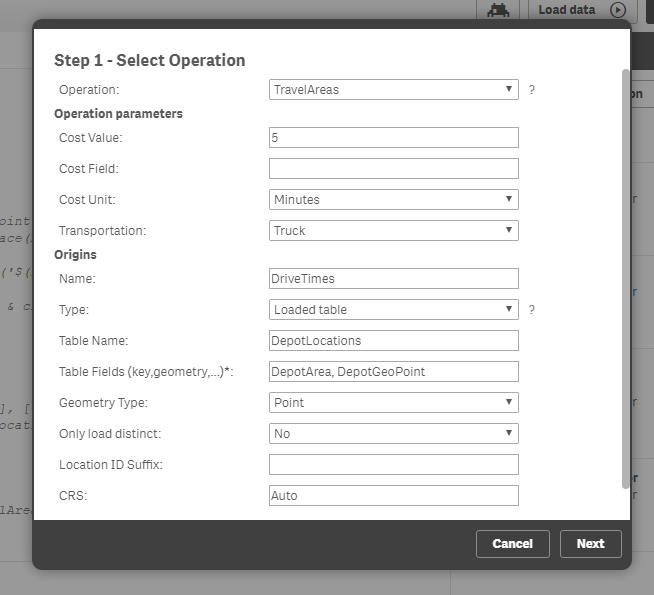 Load data
Step 1 - Select Operation
Operation: TravelAreas ?
Operation parameters
Cost Value: 5
Cost Field:
Cost Unit: Minutes
Transportation: Truck
Origins
Name: DriveTimes
Type: Loaded table ?
Table Name: DepotLocations
Table Fields (key,geometry,...)*: DepotArea, DepotGeoPoint
Geometry Type: Point
Only load distinct: No
Location ID Suffix:
CRS: Auto
Cancel Next